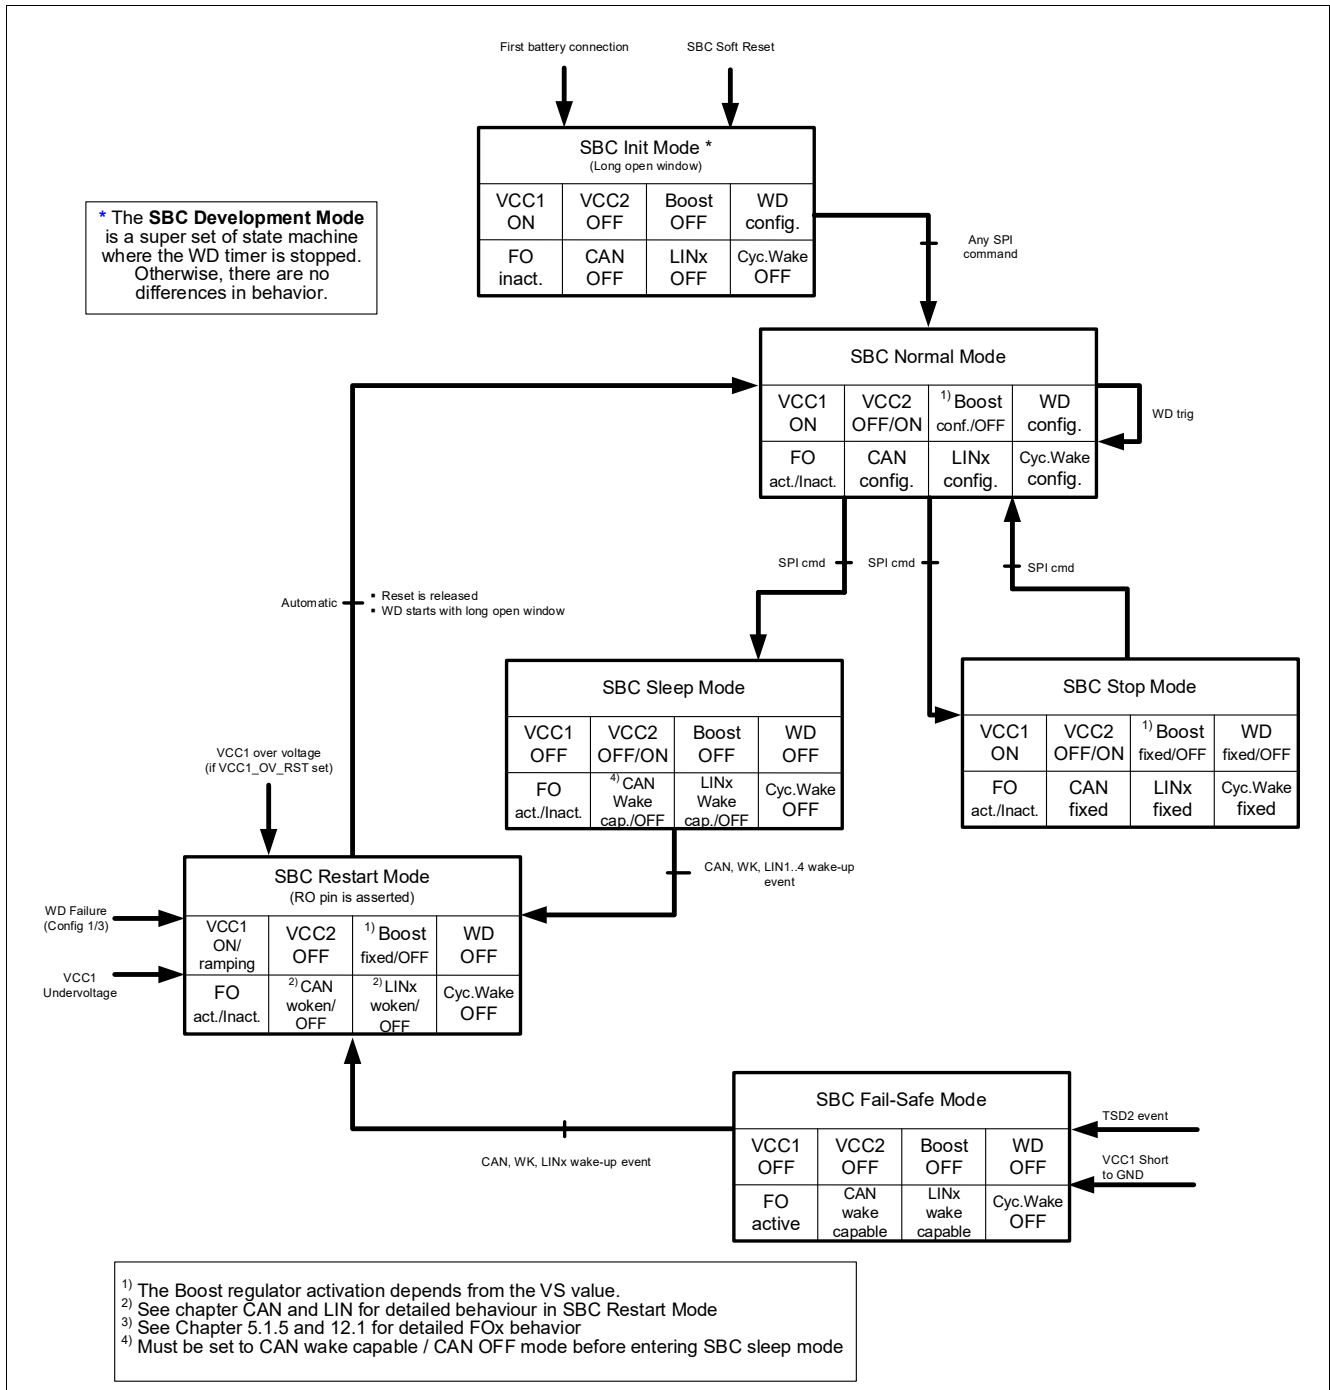 First battery connection
SBC Soft Reset
SBC Init Mode *
(Long open window)
VCC1
ON
VCC2
OFF
Boost
OFF
WD
config.
FO
inact.
CAN
OFF
LINx
OFF
Cyc.Wake
OFF
* The SBC Development Mode
is a super set of state machine
where the WD timer is stopped.
Otherwise, there are no
differences in behavior.
Any SPI
command
SBC Normal Mode
VCC1
ON
VCC2
OFF/ON
1) Boost
conf./OFF
WD
config.
FO
act./Inact.
CAN
config.
LINx
config.
Cyc.Wake
config.
WD trig
SPI cmd
SPI cmd
SPI cmd
Automatic
▪ Reset is released
▪ WD starts with long open window
SBC Sleep Mode
VCC1
OFF
VCC2
OFF/ON
Boost
OFF
WD
OFF
FO
act./Inact.
4) CAN
Wake
cap./OFF
LINx
Wake
cap./OFF
Cyc.Wake
OFF
SBC Stop Mode
VCC1
ON
VCC2
OFF/ON
1) Boost
fixed/OFF
WD
fixed/OFF
FO
act./Inact.
CAN
fixed
LINx
fixed
Cyc.Wake
fixed
VCC1 over voltage
(if VCC1_OV_RST set)
CAN, WK, LIN1..4 wake-up
event
SBC Restart Mode
(RO pin is asserted)
WD Failure
(Config 1/3)
VCC1
Undervoltage
VCC1
ON/
ramping
VCC2
OFF
1) Boost
fixed/OFF
WD
OFF
FO
act./Inact.
2) CAN
woken/
OFF
2) LINx
woken/
OFF
Cyc.Wake
OFF
SBC Fail-Safe Mode
VCC1
OFF
VCC2
OFF
Boost
OFF
WD
OFF
FO
active
CAN
wake
capable
LINx
wake
capable
Cyc.Wake
OFF
TSD2 event
VCC1 Short
to GND
CAN, WK, LINx wake-up event
1) The Boost regulator activation depends from the VS value.
2) See chapter CAN and LIN for detailed behaviour in SBC Restart Mode
3) See Chapter 5.1.5 and 12.1 for detailed FOx behavior
4) Must be set to CAN wake capable / CAN OFF mode before entering SBC sleep mode